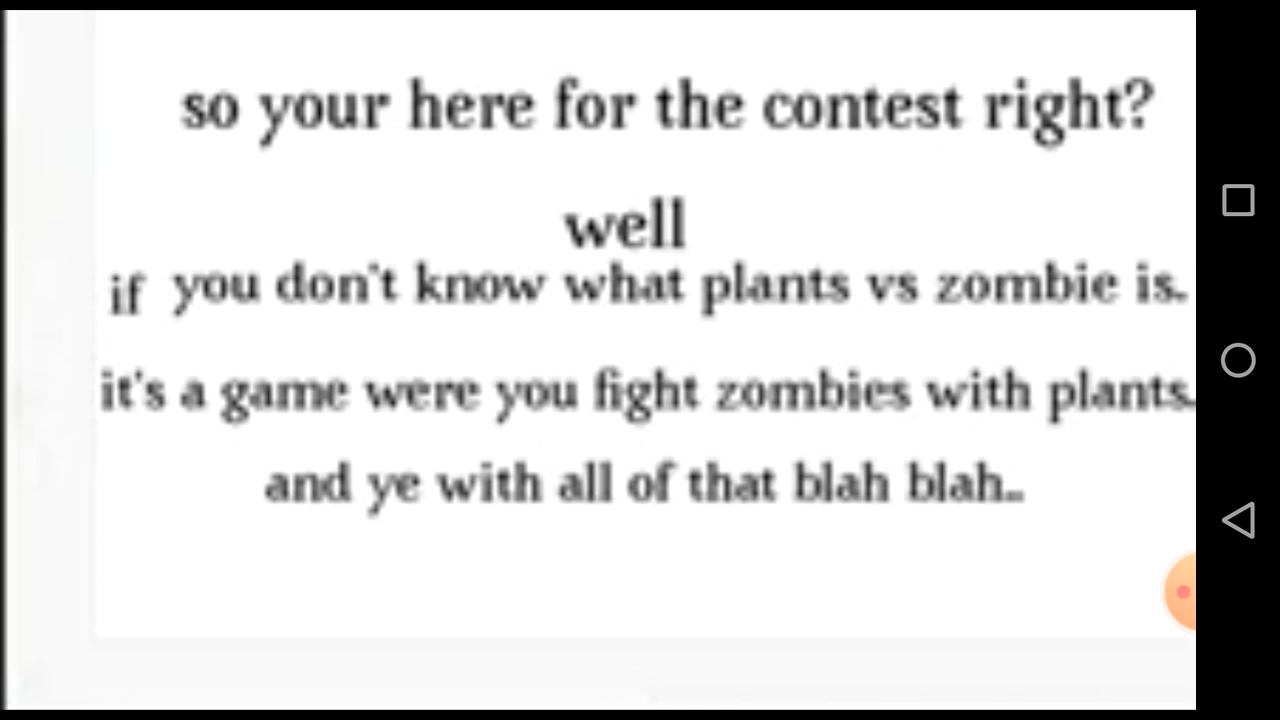 so your here for the contest right?
well
if you don't know what plants vs zombie is.
it's a game were you fight zombies with plants.
and ye with all of that blah blah..